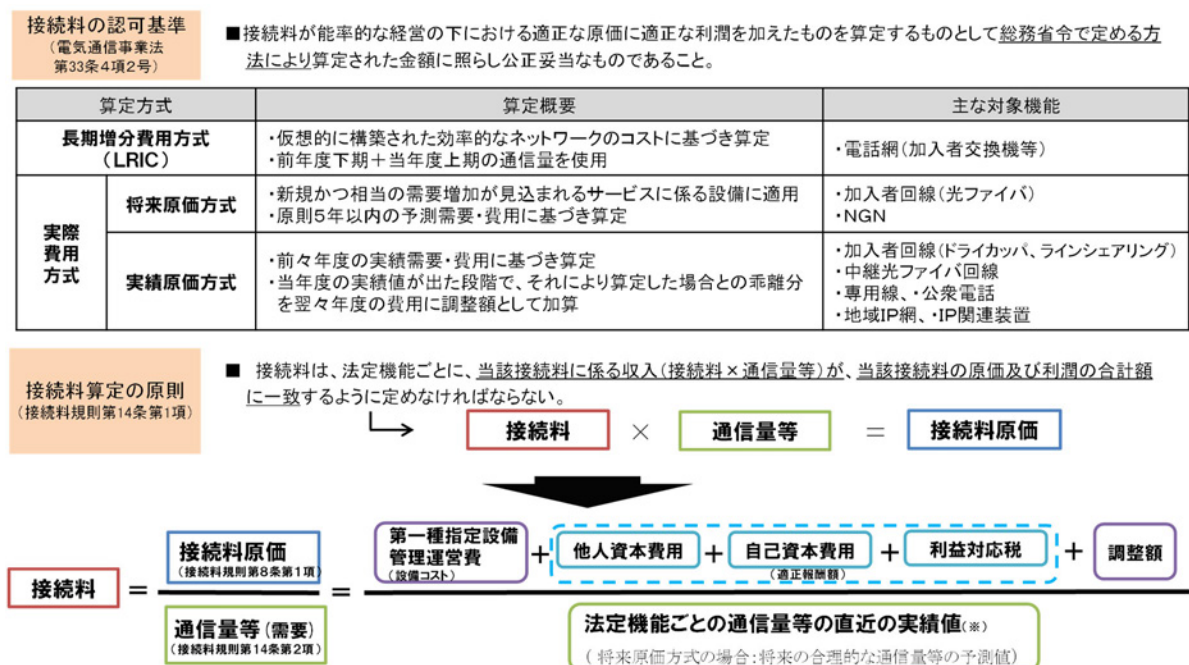 接続料の認可基準
(電気通信事業法
第33条4項2号)
■接続料が能率的な経営の下における適正な原価に適正な利潤を加えたものを算定するものとして総務省令で定める方
法により算定された金額に照らし公正妥当なものであること。
算定方式 算定概要 主な対象機能
長期増分費用方式
(LRIC)
・仮想的に構築された効率的なネットワークのコストに基づき算定
・前年度下期+当年度上期の通信量を使用
・電話網(加入者交換機等)
実際
費用
方式
将来原価方式
・新規かつ相当の需要増加が見込まれるサービスに係る設備に適用
・原則5年以内の予測需要・費用に基づき算定
・加入者回線(光ファイバ)
・NGN
実績原価方式
・前々年度の実績需要・費用に基づき算定
・当年度の実績値が出た段階で、それにより算定した場合との乖離分
を翌々年度の費用に調整額として加算
・加入者回線(ドライカッパ、ラインシェアリング)
・中継光ファイバ回線
・専用線、・公衆電話
・地域IP網、・IP関連装置
接続料算定の原則
(接続料規則第14条第1項)
■ 接続料は、法定機能ごとに、当該接続料に係る収入(接続料×通信量等)が、当該接続料の原価及び利潤の合計額
に一致するように定めなければならない。
接続料 × 通信量等 = 接続料原価
接続料
=
接続料原価
(接続料規則第8条第1項)
通信量等(需要)
(接続料規則第14条第2項)
=
第一種指定設備
管理運営費
(設備コスト)
+
他人資本費用
+
自己資本費用
(適正報酬額)
+
利益対応税
+
調整額
法定機能ごとの通信量等の直近の実績値(※)
(将来原価方式の場合:将来の合理的な通信量等の予測値)